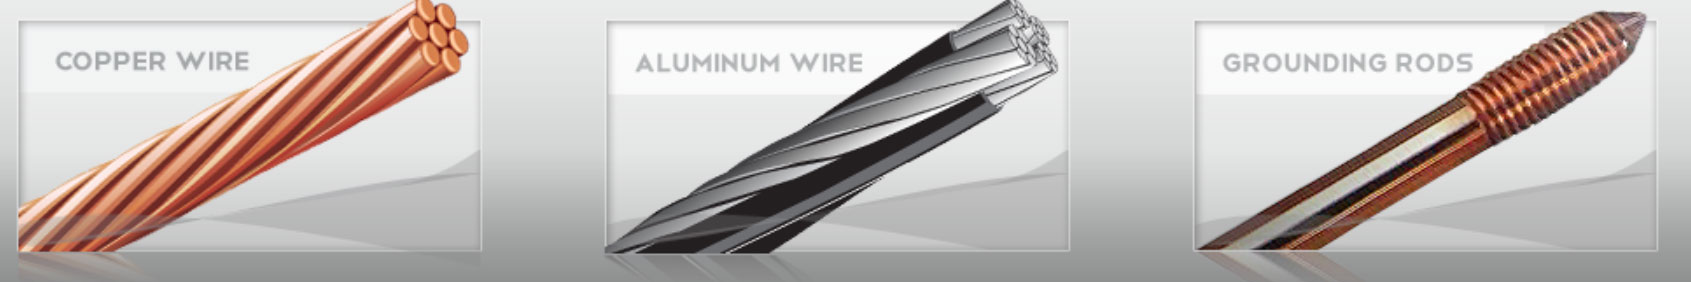 COPPER WIRE
ALUMINUM WIRE
GROUNDING RODS